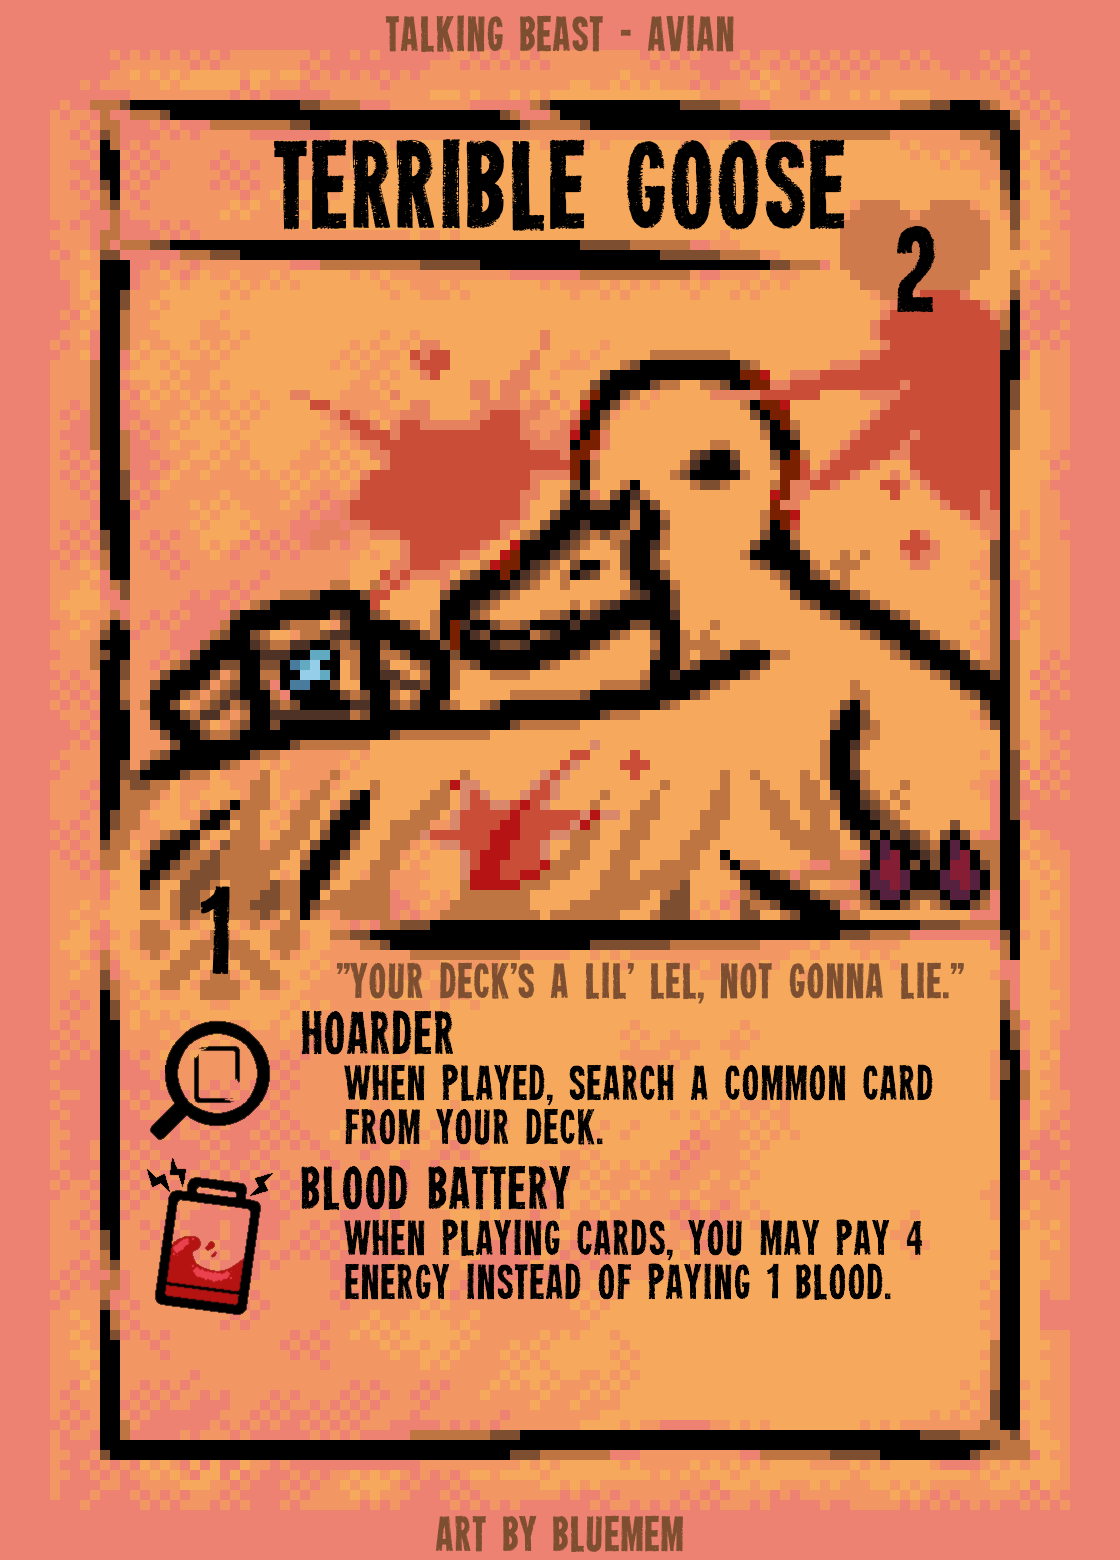 TALKING BEAST - AVIAN
TERRIBLE GOOSE
2
1
"YOUR DECK'S A LIL' LEL, NOT GONNA LIE."
HOARDER
WHEN PLAYED, SEARCH A COMMON CARD
FROM YOUR DECK.
BLOOD BATTERY
WHEN PLAYING CARDS, YOU MAY PAY 4
ENERGY INSTEAD OF PAYING 1 BLOOD.
ART BY BLUEMEM